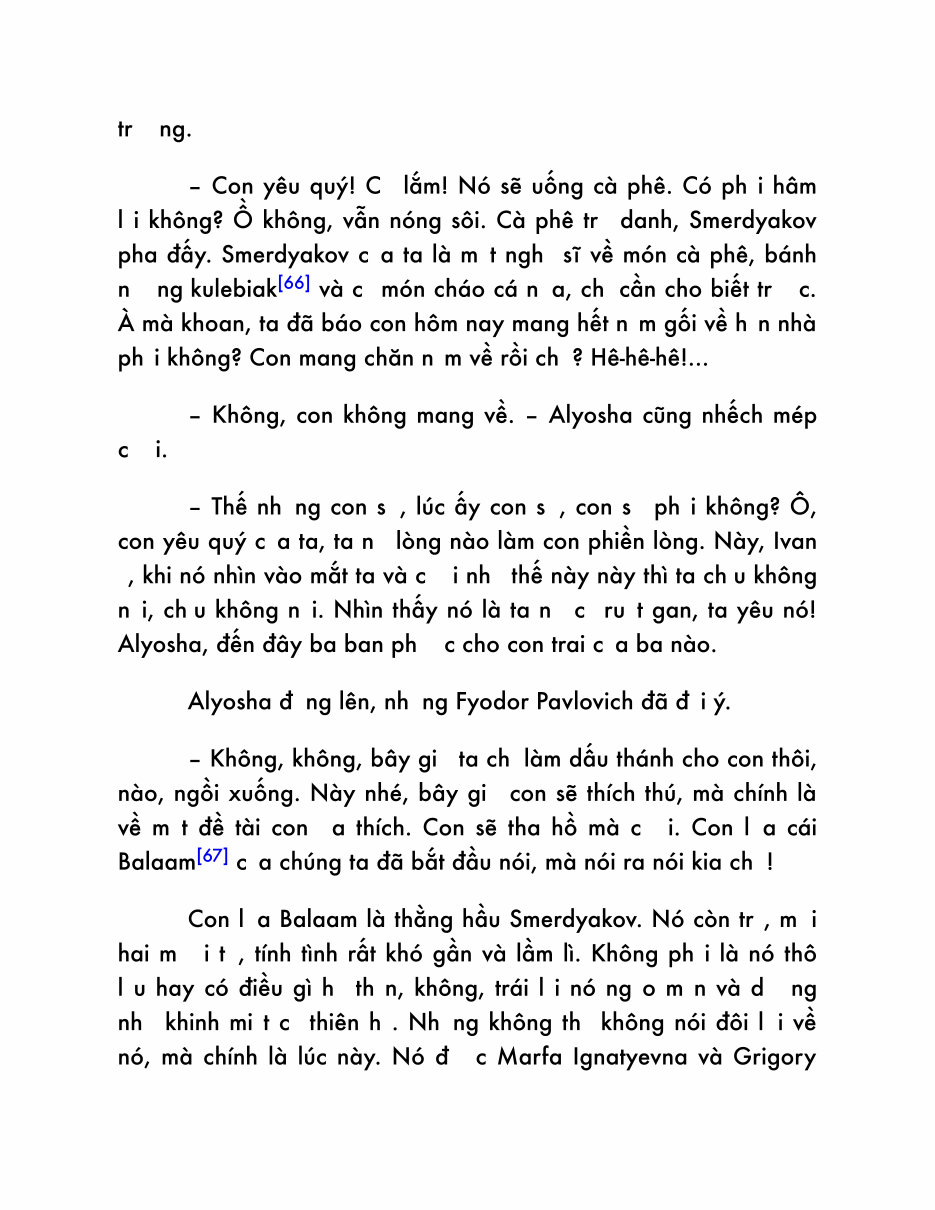 tr ng.
– Con yêu quý! C lắm! Nó sẽ uống cà phê. Có ph i hâm
l i không? Ồ không, vẫn nóng sôi. Cà phê tr danh, Smerdyakov
pha đấy. Smerdyakov c a ta là m t ngh sĩ về món cà phê, bánh
n ng kulebiak[66] và c món cháo cá n a, ch cần cho biết tr c.
À mà khoan, ta đã báo con hôm nay mang hết n m gối về h n nhà
ph i không? Con mang chăn n m về rồi ch ? Hê-hê-hê!...
– Không, con không mang về. – Alyosha cũng nhếch mép
c i.
– Thế nh ng con s , lúc ấy con s , con s ph i không? Ô,
con yêu quý c a ta, ta n lòng nào làm con phiền lòng. Này, Ivan
, khi nó nhìn vào mắt ta và c i nh thế này này thì ta ch u không
n i, ch u không n i. Nhìn thấy nó là ta n c ru t gan, ta yêu nó!
Alyosha, đến đây ba ban ph c cho con trai c a ba nào.
Alyosha đ ng lên, nh ng Fyodor Pavlovich đã đ i ý.
– Không, không, bây gi ta ch làm dấu thánh cho con thôi,
nào, ngồi xuống. Này nhé, bây gi con sẽ thích thú, mà chính là
về m t đề tài con a thích. Con sẽ tha hồ mà c i. Con l a cái
Balaam[67] c a chúng ta đã bắt đầu nói, mà nói ra nói kia ch !
Con l a Balaam là thằng hầu Smerdyakov. Nó còn tr , m i
hai m i t , tính tình rất khó gần và lầm lì. Không ph i là nó thô
l u hay có điều gì h th n, không, trái l i nó ng o m n và d ng
nh khinh mi t c thiên h . Nh ng không th không nói đôi l i về
nó, mà chính là lúc này. Nó đ c Marfa Ignatyevna và Grigory